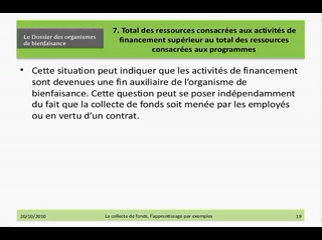 Le Dossier des organismes
de bienfaisance
7. Total des ressources consacrées aux activités de
financement supérieur au total des ressources
consacrées aux programmes
• Cette situation peut indiquer que les activités de financement
sont devenues une fin auxiliaire de l'organisme de
bienfaisance. Cette question peut se poser indépendamment
du fait que la collecte de fonds soit menée par les employés
ou en vertu d'un contrat.
20/10/2010 La collecte de fonds, l'apprentissage par exemples 19